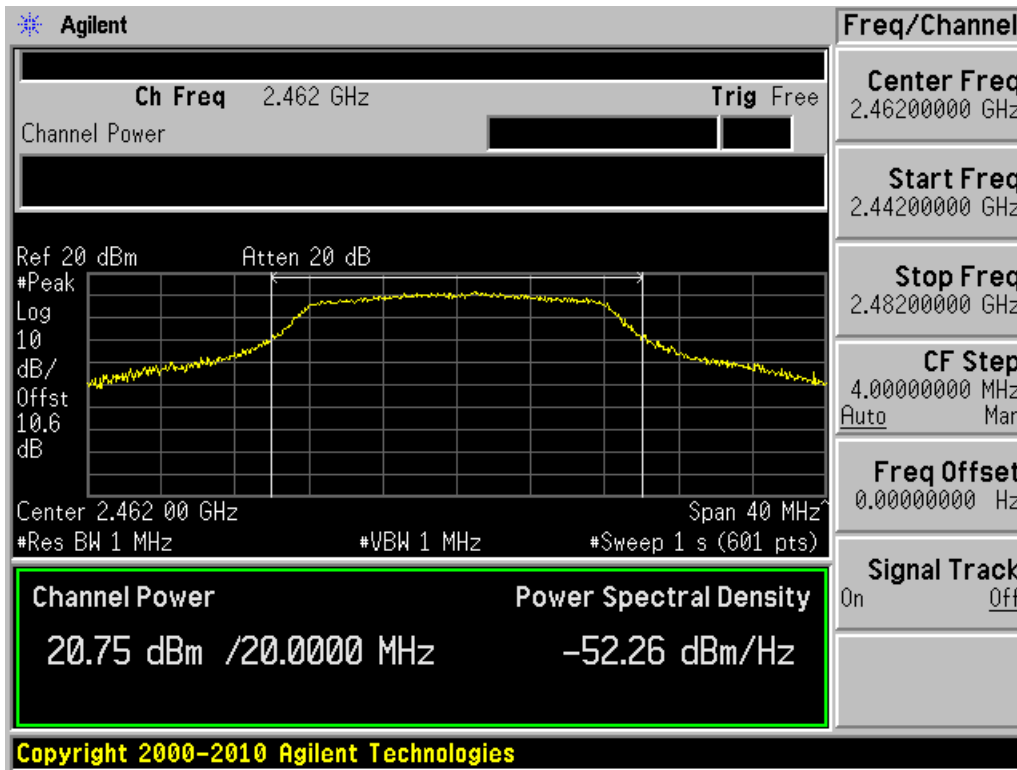 Agilent
Freq/Channel
Ch Freq 2.462 GHz Trig Free
Channel Power
Center Freq
2.46200000 GHz
Start Freq
2.44200000 GHz
Stop Freq
2.48200000 GHz
CF Step
4.00000000 MHz
Auto Man
Freq Offset
0.00000000 Hz
Signal Track
On Off
Ref 20 dBm Atten 20 dB
#Peak
Log
10
dB/
Offst
10.6
dB
Center 2.462 00 GHz Span 40 MHz^
#Res BW 1 MHz #VBW 1 MHz #Sweep 1 s (601 pts)
Channel Power Power Spectral Density
20.75 dBm /20.0000 MHz -52.26 dBm/Hz
Copyright 2000-2010 Agilent Technologies